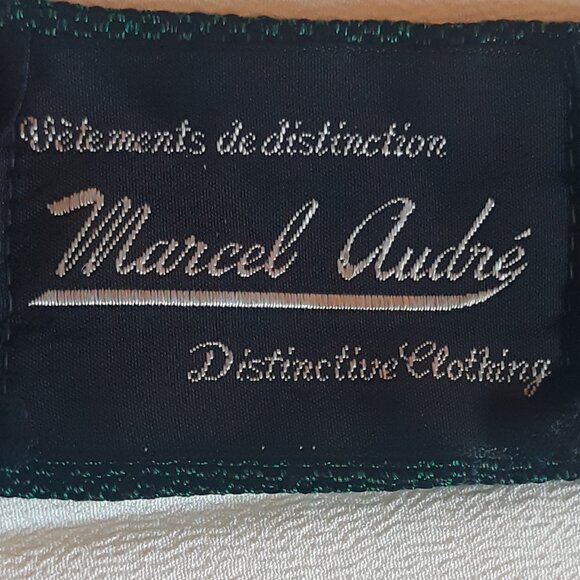 Vêtements de distinction
Marcel André
Distinctive Clothing